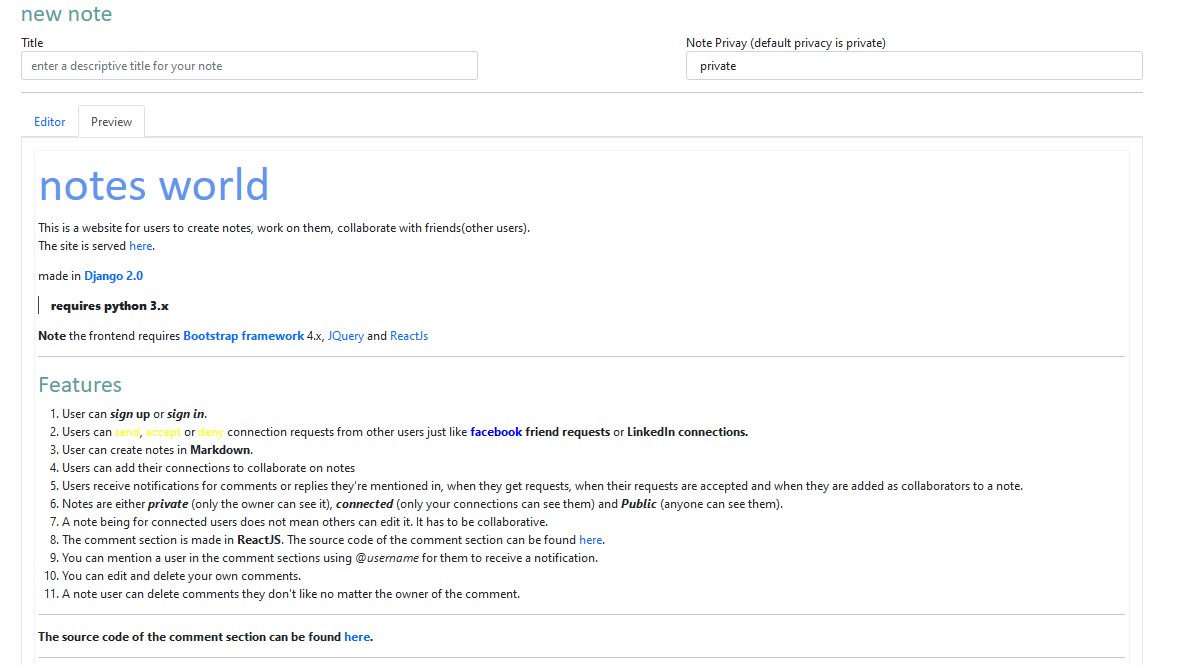 new note
Title
Note Privay (default privacy is private)
enter a descriptive title for your note
private
Editor
Preview
notes world
This is a website for users to create notes, work on them, collaborate with friends(other users).
The site is served here.
made in Django 2.0
requires python 3.x
Note the frontend requires Bootstrap framework 4.x, JQuery and ReactJs
Features
1. User can sign up or sign in.
2. Users can send, accept or deny connection requests from other users just like facebook friend requests or LinkedIn connections.
3. User can create notes in Markdown.
4. Users can add their connections to collaborate on notes
5. Users receive notifications for comments or replies they're mentioned in, when they get requests, when their requests are accepted and when they are added as collaborators to a note.
6. Notes are either private (only the owner can see it), connected (only your connections can see them) and Public (anyone can see them).
7. A note being for connected users does not mean others can edit it. It has to be collaborative.
8. The comment section is made in ReactJS. The source code of the comment section can be found here.
9. You can mention a user in the comment sections using @username for them to receive a notification.
10. You can edit and delete your own comments.
11. A note user can delete comments they don't like no matter the owner of the comment.
The source code of the comment section can be found here.